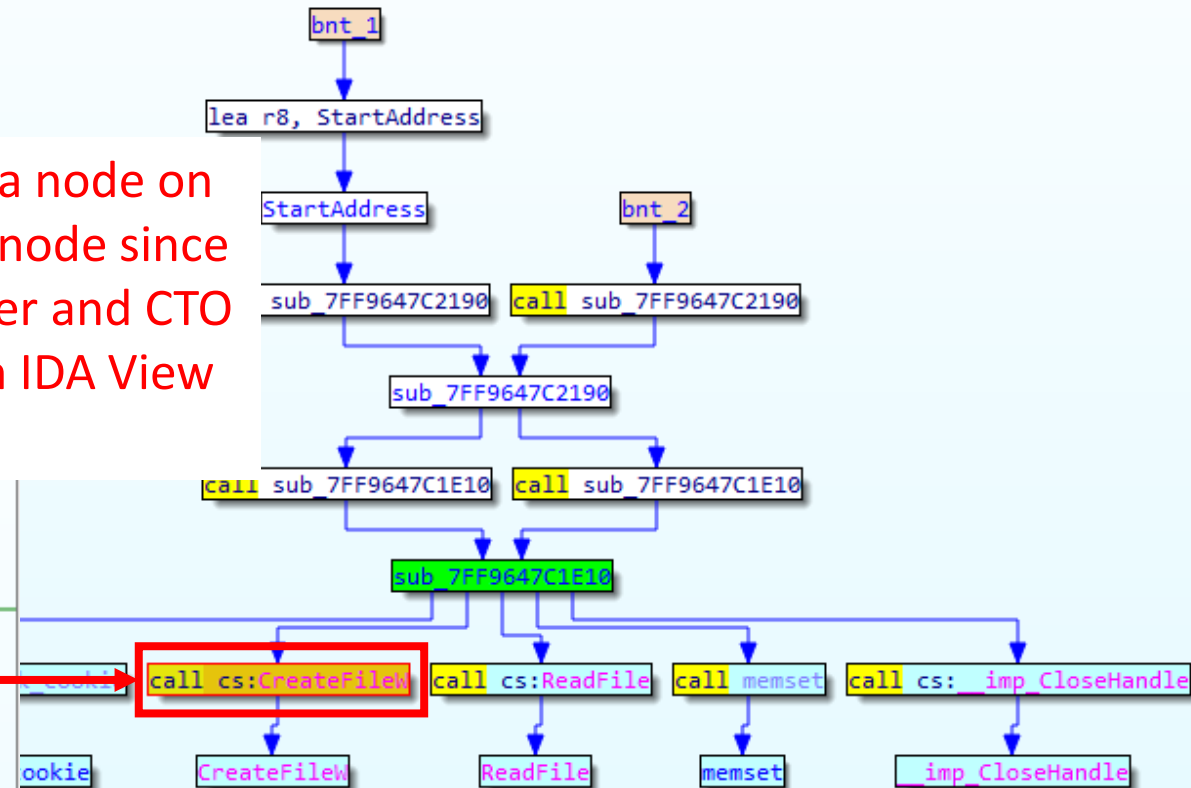 bnt_1
lea r8, StartAddress
a node on
node since
er and CTO
IDA View
StartAddress
bnt_2
sub_7FF9647C2190
call sub_7FF9647C2190
sub_7FF9647C2190
call sub_7FF9647C1E10
call sub_7FF9647C1E10
sub_7FF9647C1E10
call cs:CreateFileW
call cs:ReadFile
call memset
call cs:__imp_CloseHandle
ookie
CreateFileW
ReadFile
memset
__imp_CloseHandle